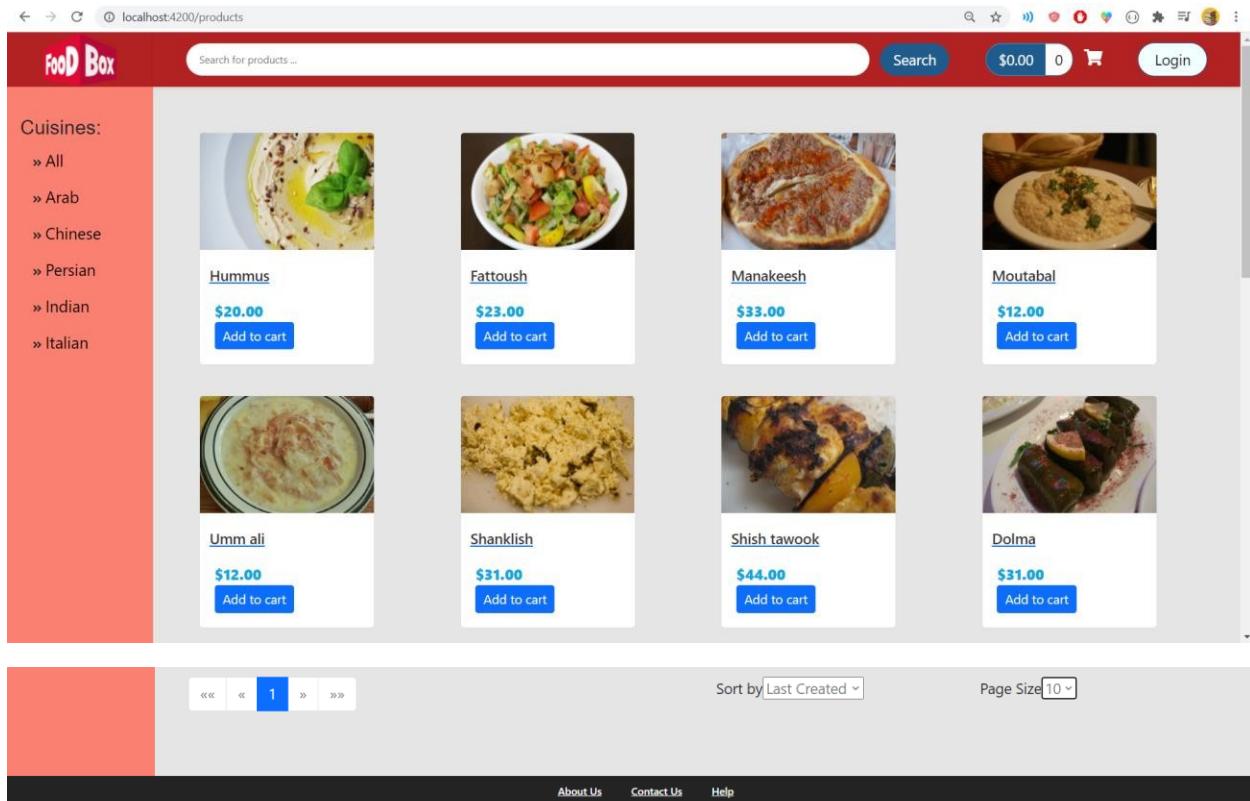 localhost:4200/products
FooD Box
Search for products ...
Search
$0.00 0
Login
Cuisines:
» All
» Arab
» Chinese
» Persian
» Indian
» Italian
Hummus
$20.00
Add to cart
Fattoush
$23.00
Add to cart
Manakeesh
$33.00
Add to cart
Moutabal
$12.00
Add to cart
Umm ali
$12.00
Add to cart
Shanklish
$31.00
Add to cart
Shish tawook
$44.00
Add to cart
Dolma
$31.00
Add to cart
«« « 1 » »»
Sort by Last Created
Page Size 10
About Us Contact Us Help